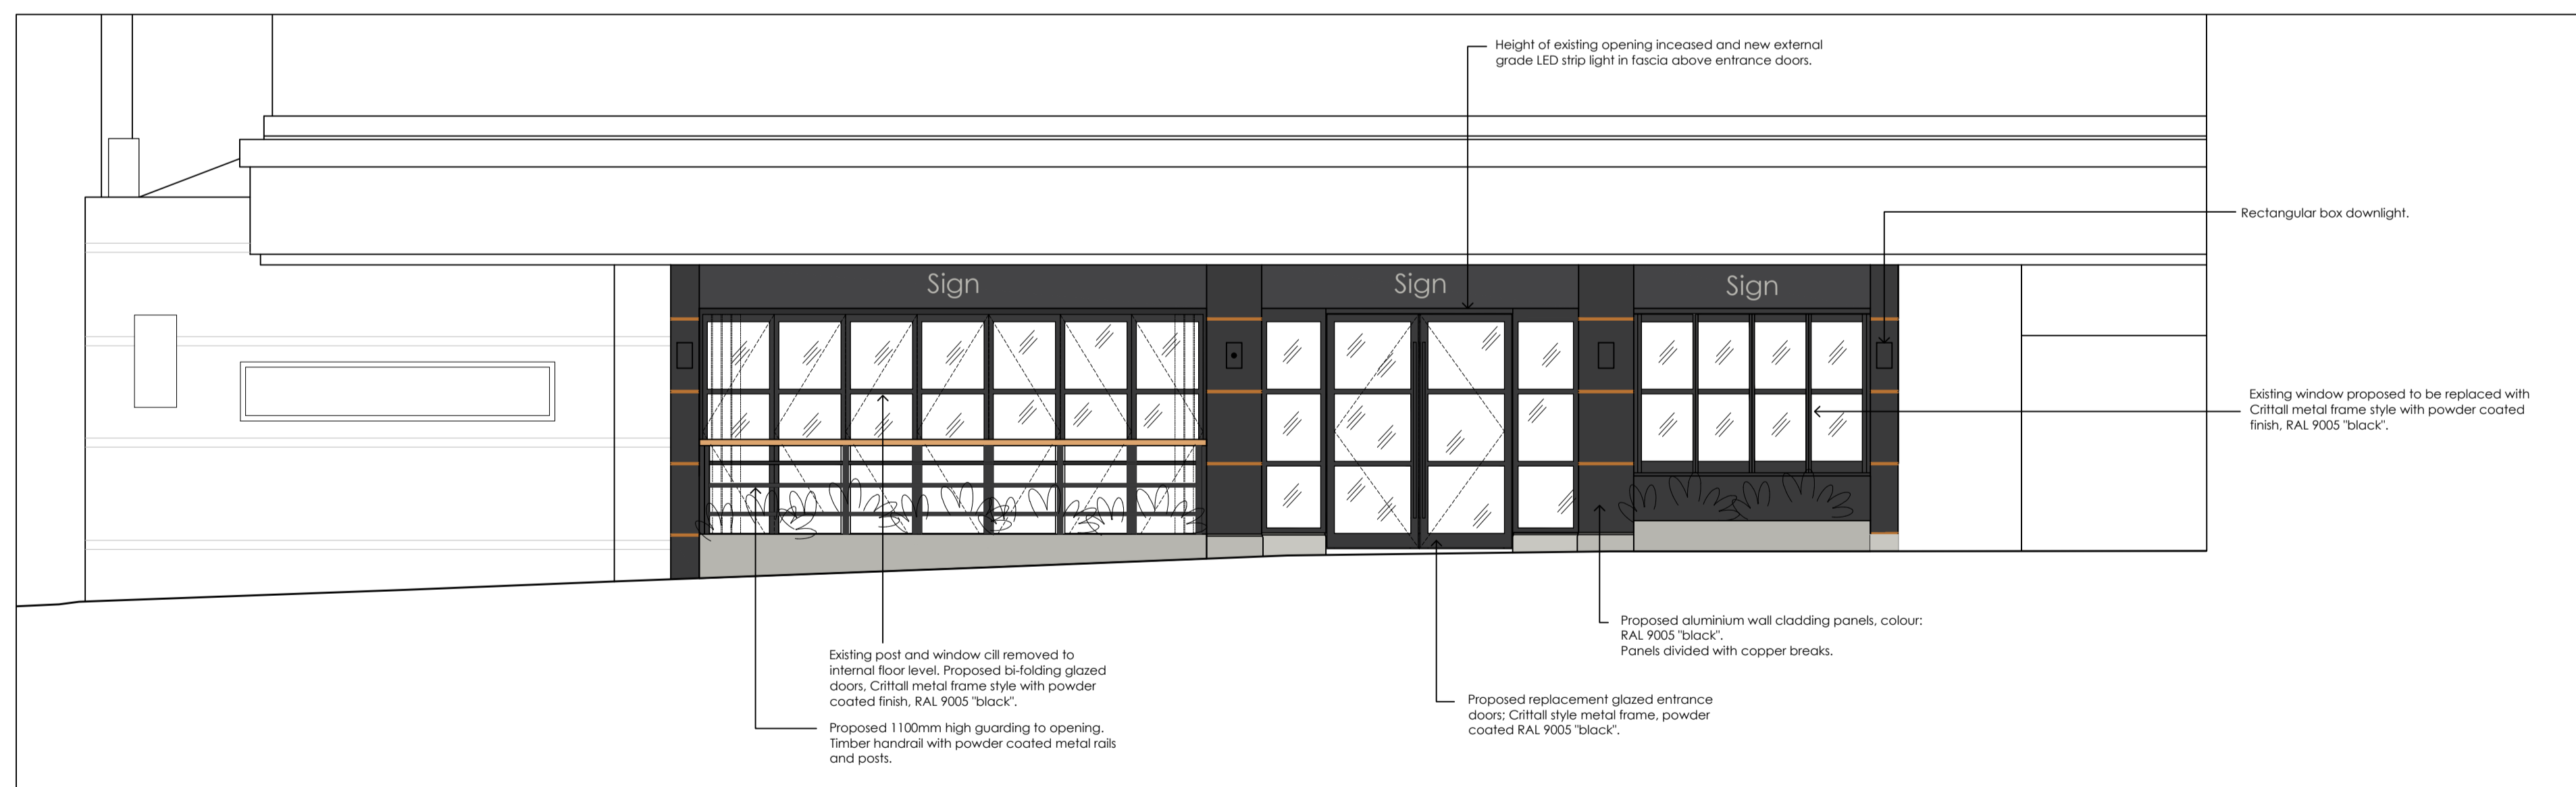 Height of existing opening inceased and new external
grade LED strip light in fascia above entrance doors.
Rectangular box downlight.
Sign
Sign
Sign
Existing window proposed to be replaced with
Crittall metal frame style with powder coated
finish, RAL 9005 "black".
Existing post and window cill removed to
internal floor level. Proposed bi-folding glazed
doors, Crittall metal frame style with powder
coated finish, RAL 9005 "black".
Proposed 1100mm high guarding to opening.
Timber handrail with powder coated metal rails
and posts.
Proposed replacement glazed entrance
doors; Crittall style metal frame, powder
coated RAL 9005 "black".
Proposed aluminium wall cladding panels, colour:
RAL 9005 "black".
Panels divided with copper breaks.